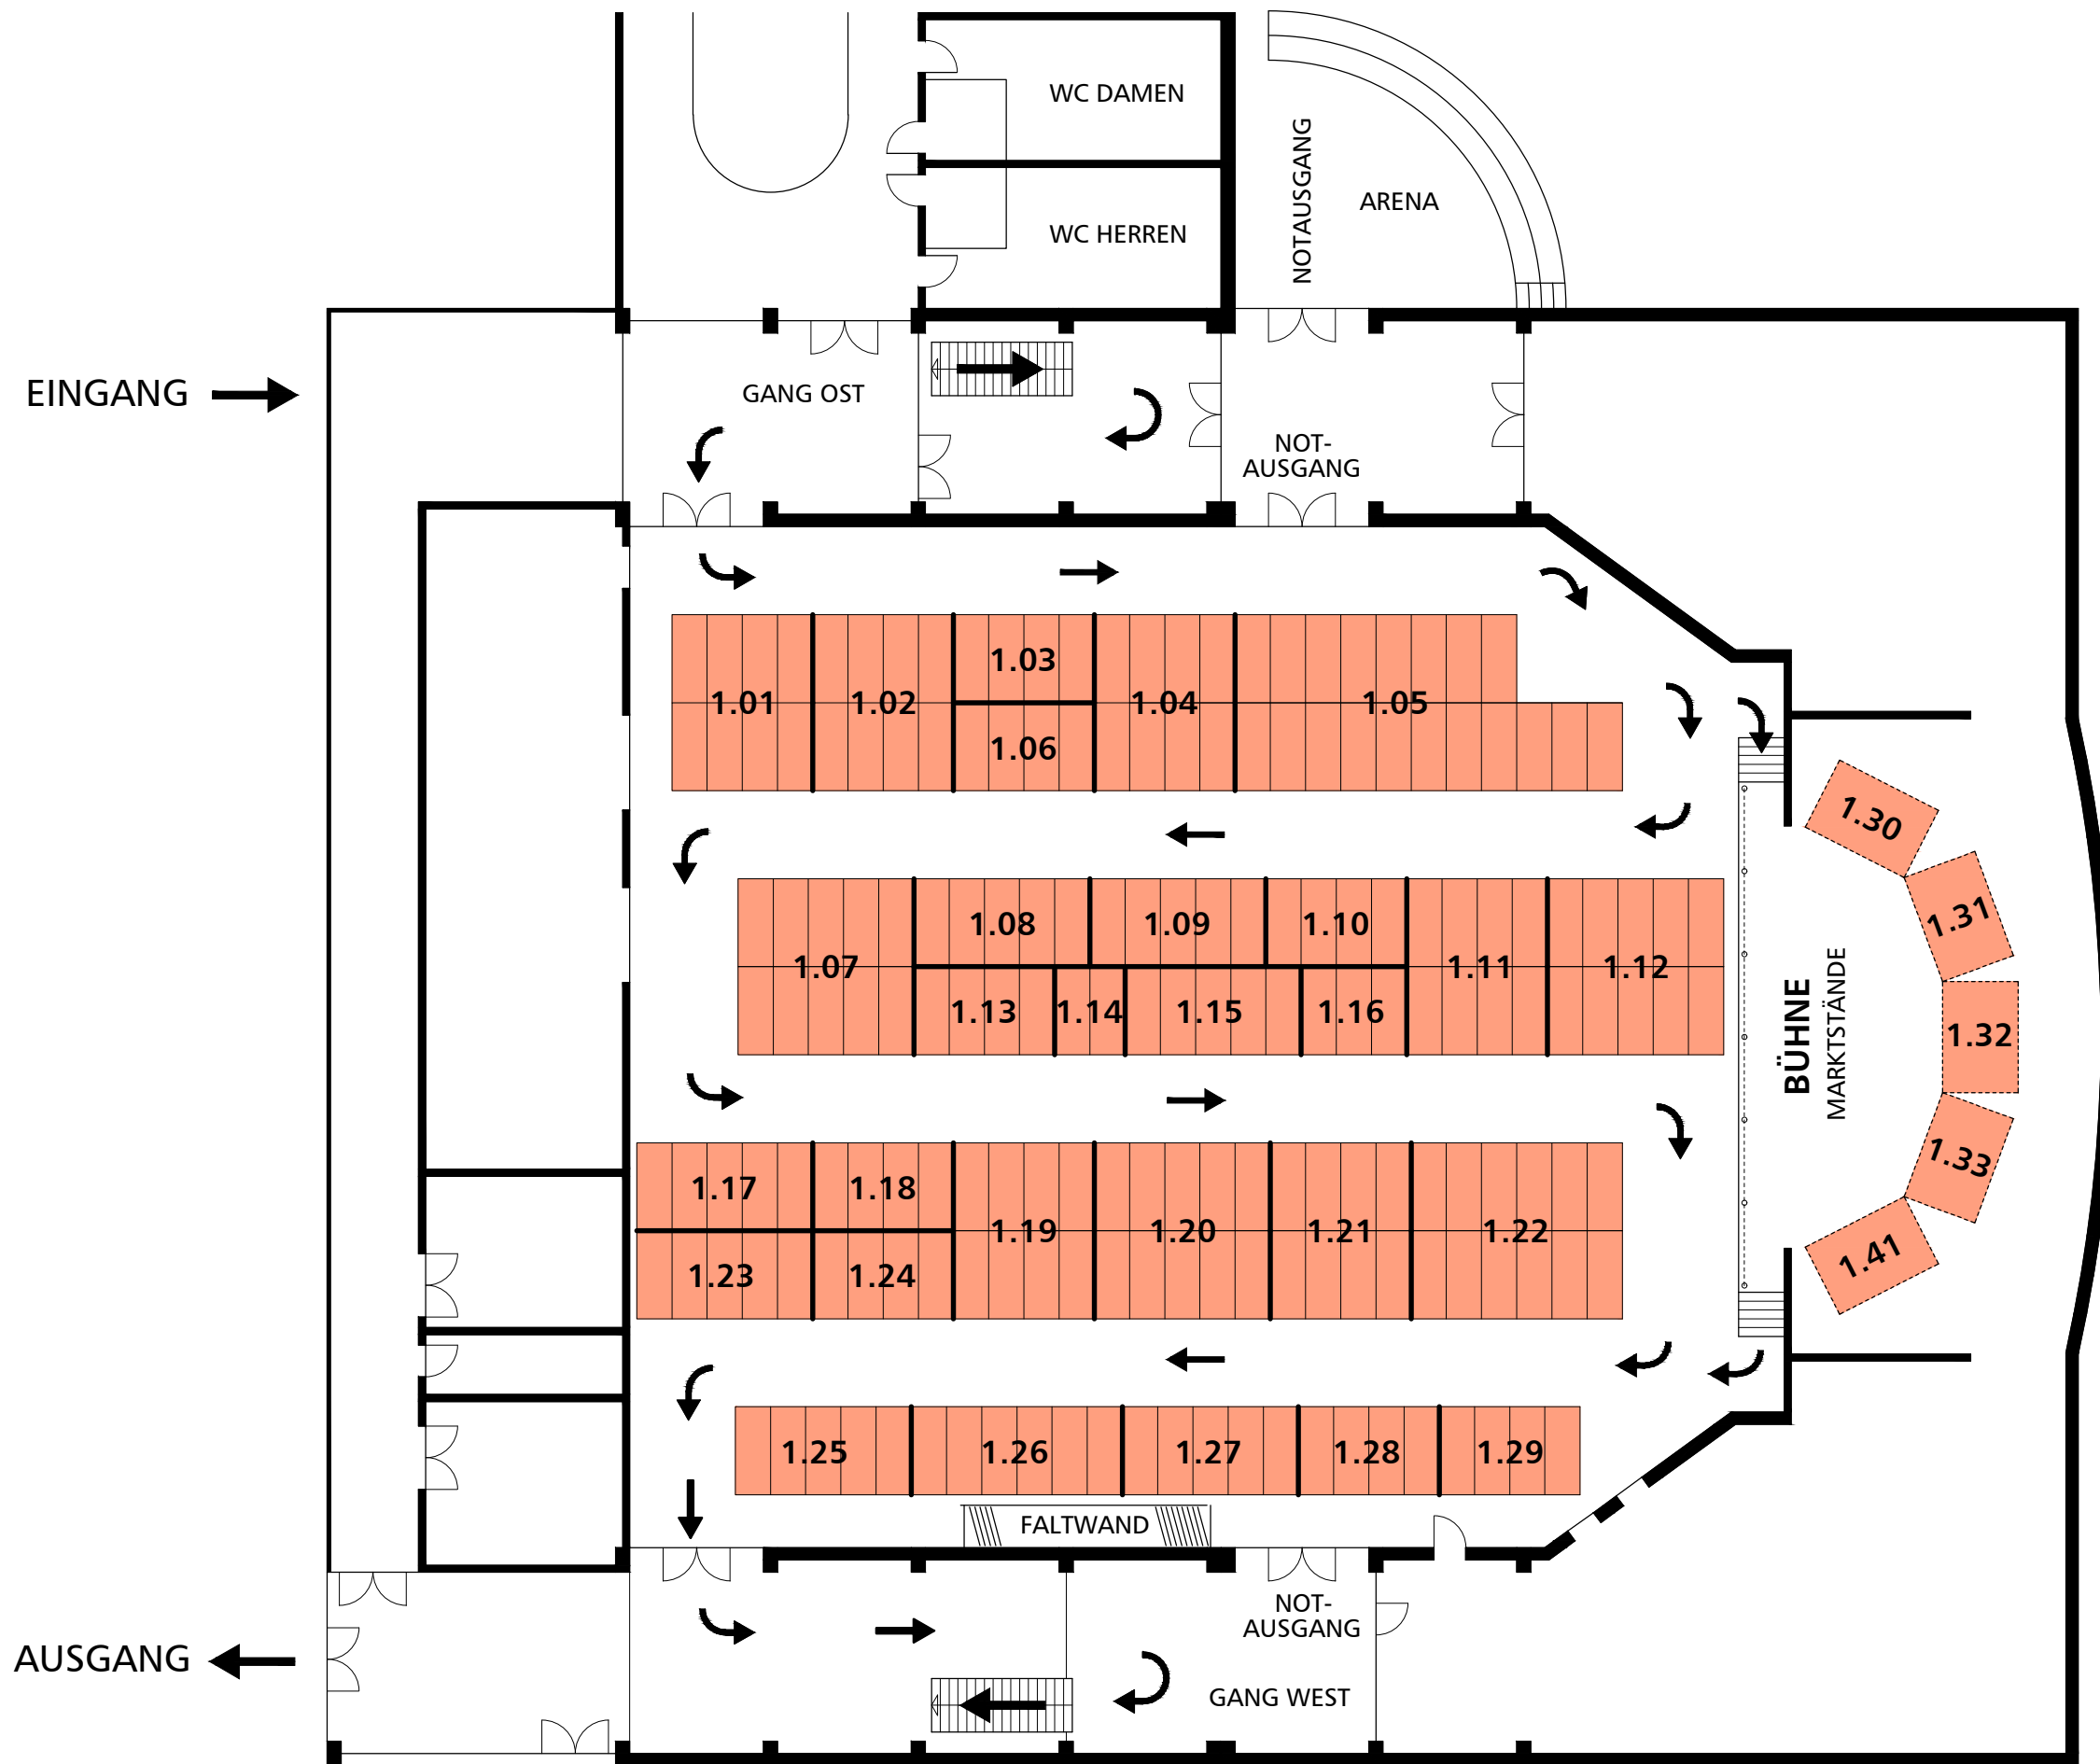 WC DAMEN
NOTAUSGANG
ARENA
WC HERREN
EINGANG
GANG OST
NOT-
AUSGANG
1.03
1.01
1.02
1.04
1.05
1.06
1.30
1.31
1.08
1.09
1.10
1.07
1.11
1.12
1.13
1.14
1.15
1.16
BÜHNE
MARKTSTÄNDE
1.32
1.33
1.41
1.17
1.18
1.19
1.20
1.21
1.22
1.23
1.24
1.25
1.26
1.27
1.28
1.29
FALTWAND
NOT-
AUSGANG
AUSGANG
GANG WEST